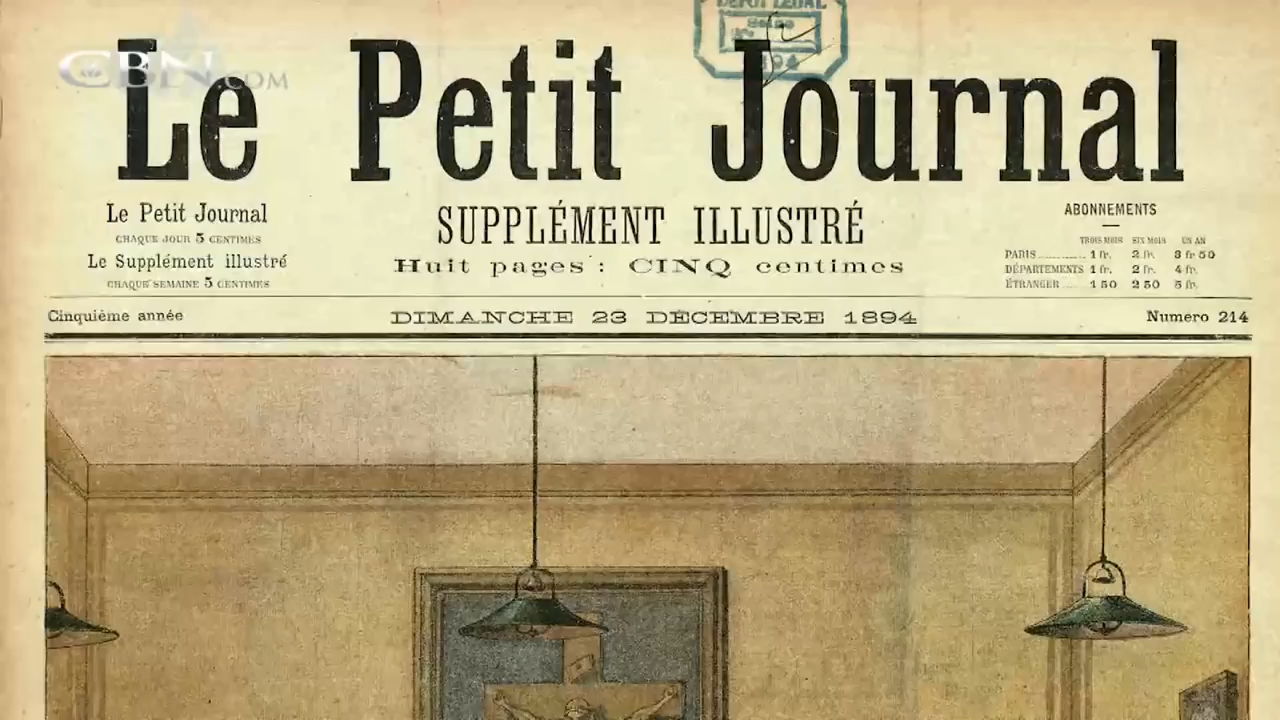 DÉPÔT LÉGAL
Seine
CBN.COM
Le Petit Journal
Le Petit Journal
CHAQUE JOUR 5 CENTIMES
Le Supplément illustré
CHAQUE SEMAINE 5 CENTIMES
SUPPLÉMENT ILLUSTRÉ
Huit pages : CINQ centimes
ABONNEMENTS
TROIS MOIS SIX MOIS UN AN
PARIS 1 fr. 2 fr. 3 fr 50
DÉPARTEMENTS 1 fr. 2 fr. 4 fr.
ÉTRANGER 1 50 2 50 5 fr.
Cinquième année
DIMANCHE 23 DÉCEMBRE 1894
Numero 214